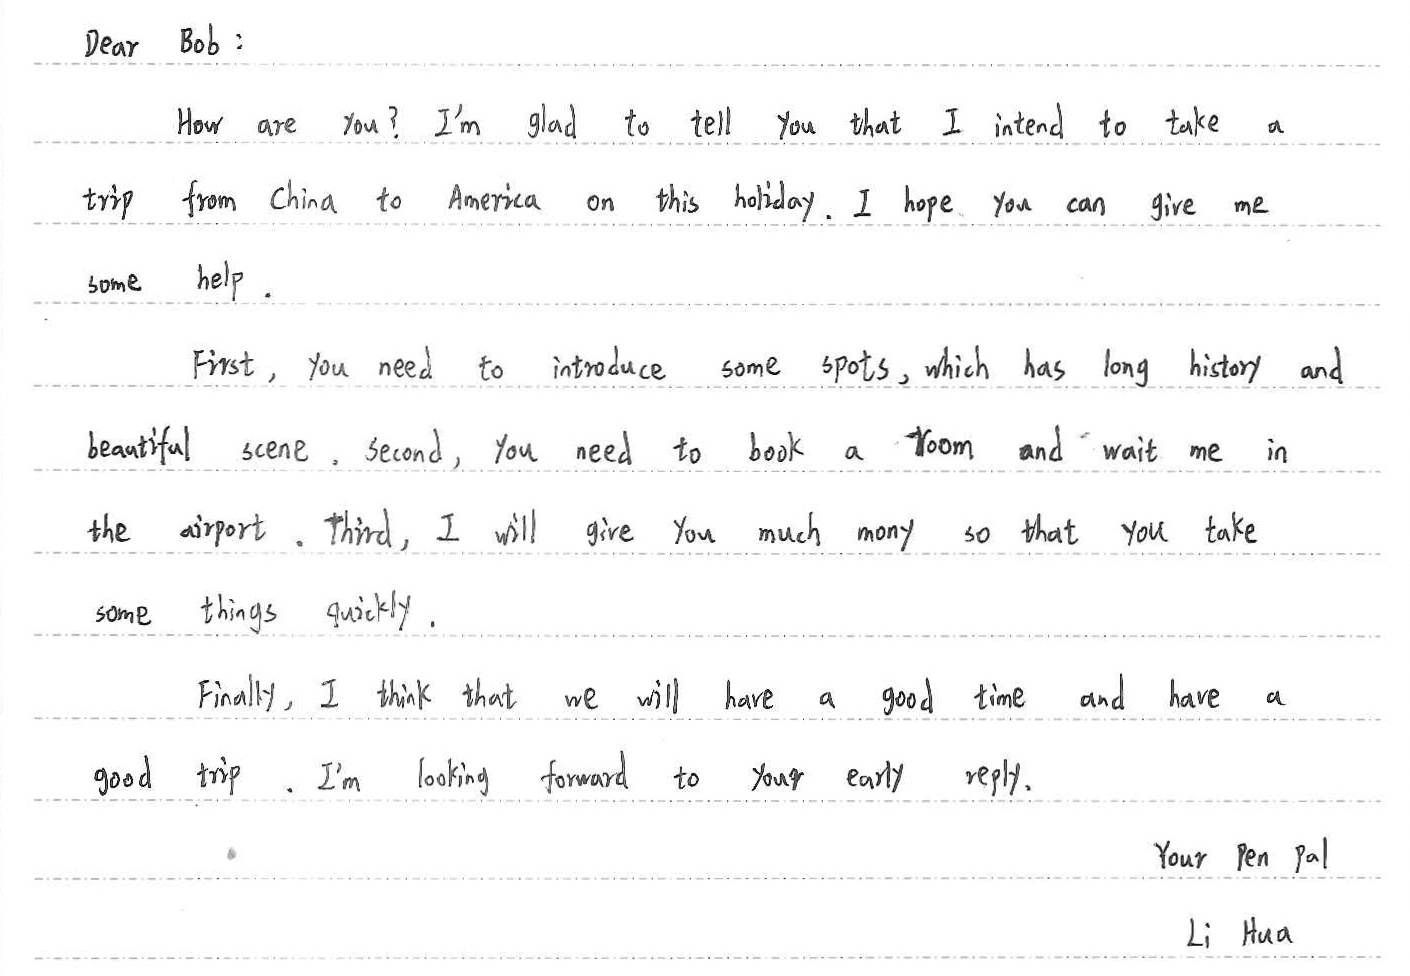 Dear Bob:
How are you? I'm glad to tell you that I intend to take a
trip from China to America on this holiday. I hope you can give me
some help.
First, you need to introduce some spots, which has long history and
beautiful scene. Second, you need to book a room and wait me in
the airport. Third, I will give you much mony so that you take
some things quickly.
Finally, I think that we will have a good time and have a
good trip. I'm looking forward to your early reply.
Your Pen Pal
Li Hua